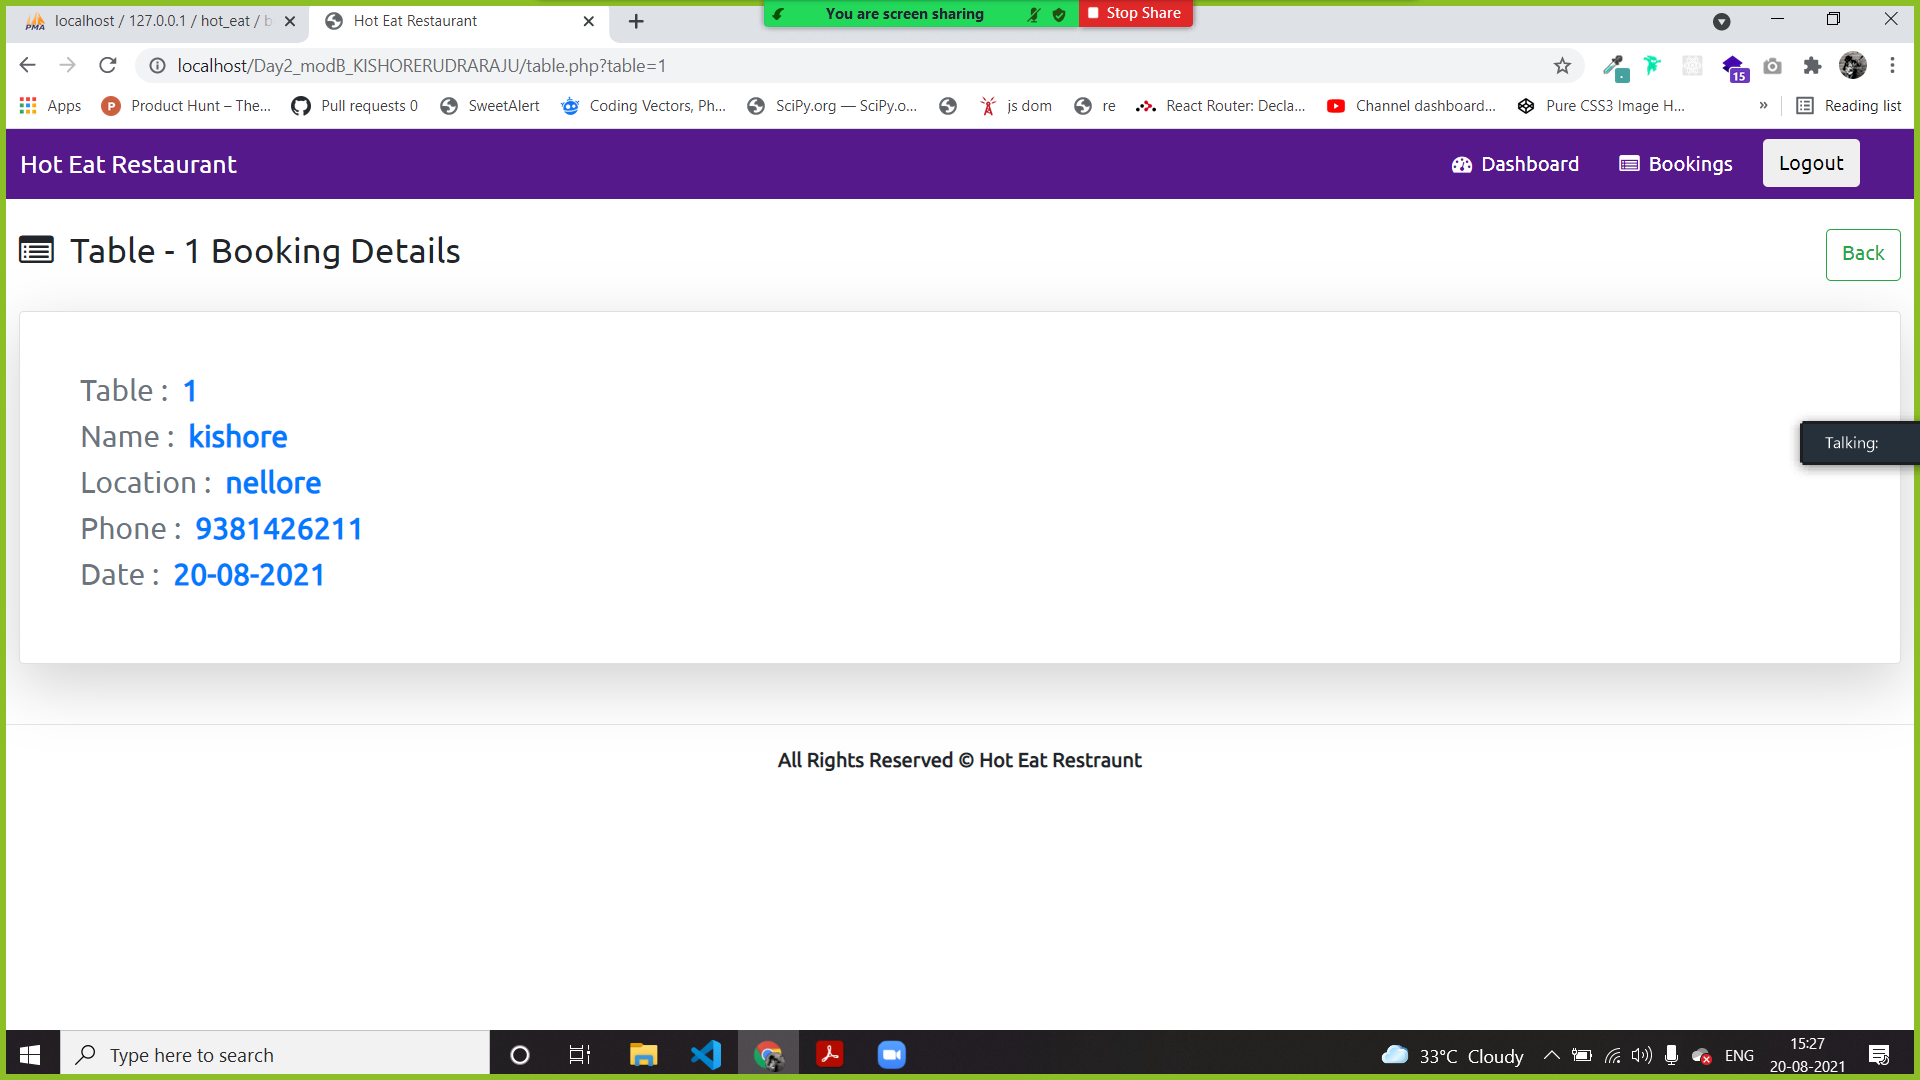 localhost / 127.0.0.1 / hot_eat / b
Hot Eat Restaurant
You are screen sharing
Stop Share
localhost/Day2_modB_KISHORERUDRARAJU/table.php?table=1
15
Apps
Product Hunt – The...
Pull requests 0
SweetAlert
Coding Vectors, Ph...
SciPy.org — SciPy.o...
js dom
re
React Router: Decla...
Channel dashboard...
Pure CSS3 Image H...
»
Reading list
Hot Eat Restaurant
Dashboard
Bookings
Logout
Table - 1 Booking Details
Back
Table : 1
Name : kishore
Location : nellore
Phone : 9381426211
Date : 20-08-2021
Talking:
All Rights Reserved © Hot Eat Restraunt
Type here to search
33°C Cloudy
ENG
15:27
20-08-2021